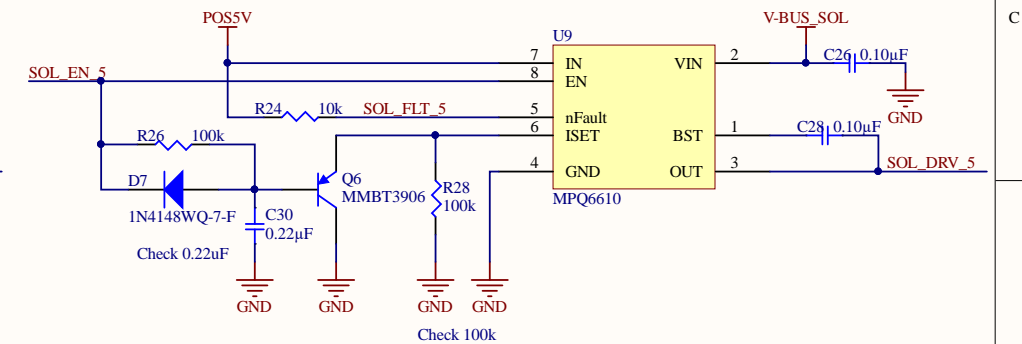 POS5V
V-BUS_SOL
C
U9
SOL_EN_5
7
IN
VIN
2
C26
0.10µF
8
EN
GND
R24
10k
SOL_FLT_5
5
nFault
6
ISET
BST
1
C28
0.10µF
R26
100k
4
GND
OUT
3
SOL_DRV_5
D7
Q6
MMBT3906
R28
100k
MPQ6610
1N4148WQ-7-F
C30
0.22µF
Check 0.22uF
GND
GND
GND
GND
Check 100k